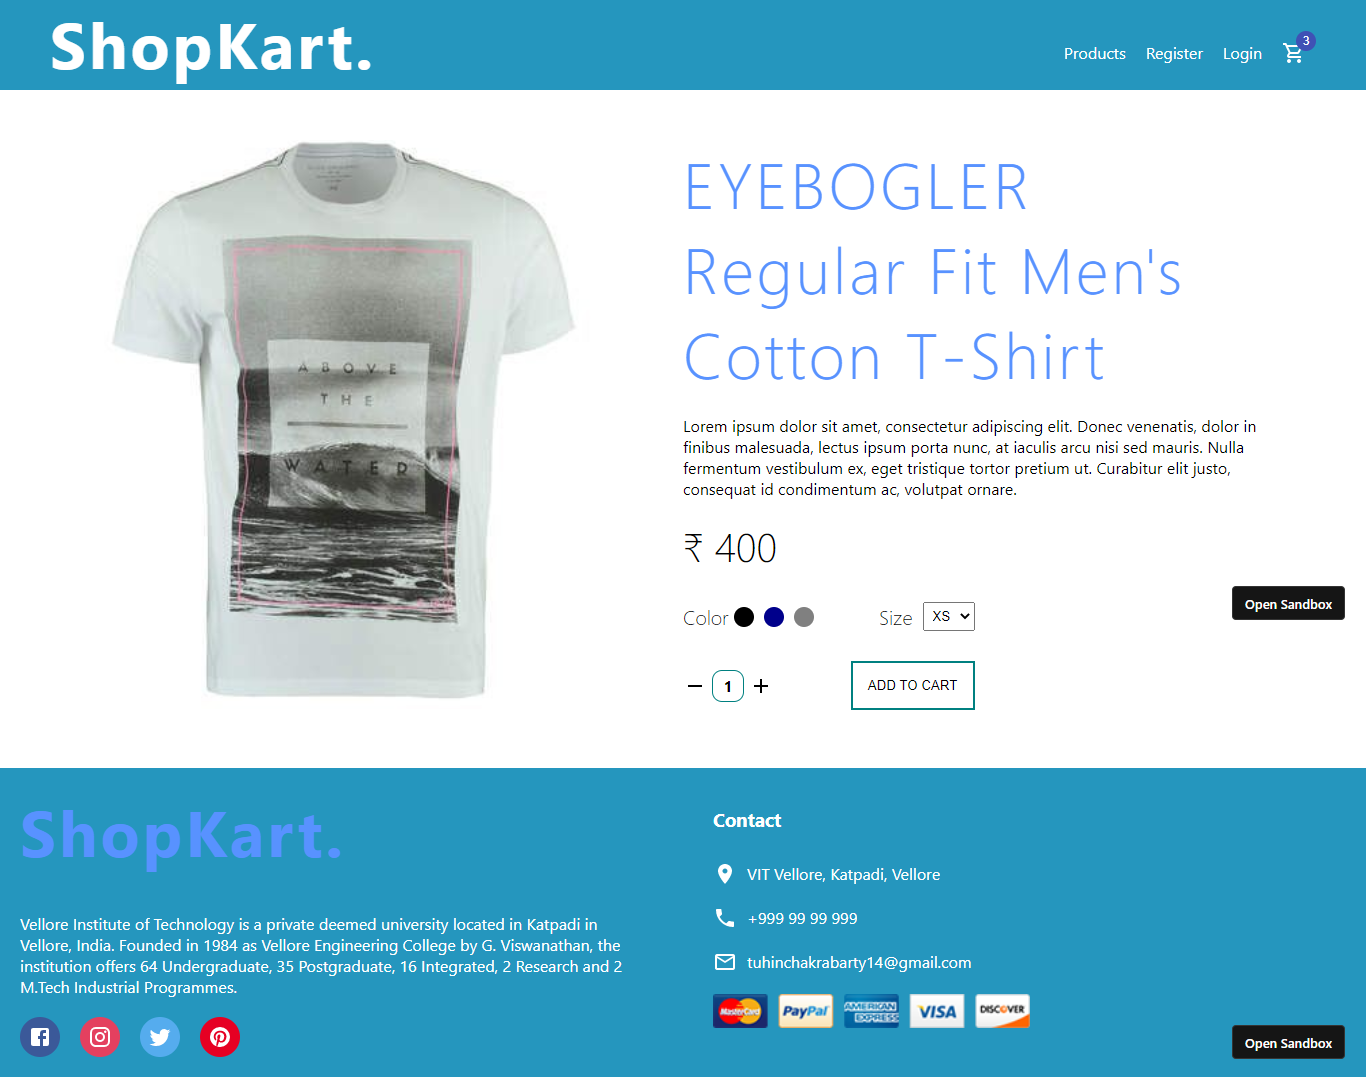 ShopKart.
Products Register Login 3
EYEBOGLER
Regular Fit Men's
Cotton T-Shirt
ABOVE
THE
WATER
Lorem ipsum dolor sit amet, consectetur adipiscing elit. Donec venenatis, dolor in
finibus malesuada, lectus ipsum porta nunc, at iaculis arcu nisi sed mauris. Nulla
fermentum vestibulum ex, eget tristique tortor pretium ut. Curabitur elit justo,
consequat id condimentum ac, volutpat ornare.
₹ 400
Open Sandbox
Color Size XS
1 ADD TO CART
ShopKart.
Vellore Institute of Technology is a private deemed university located in Katpadi in
Vellore, India. Founded in 1984 as Vellore Engineering College by G. Viswanathan, the
institution offers 64 Undergraduate, 35 Postgraduate, 16 Integrated, 2 Research and 2
M.Tech Industrial Programmes.
Contact
VIT Vellore, Katpadi, Vellore
+999 99 99 999
tuhinchakrabarty14@gmail.com
MasterCard PayPal AMERICAN EXPRESS VISA DISCOVER
Open Sandbox